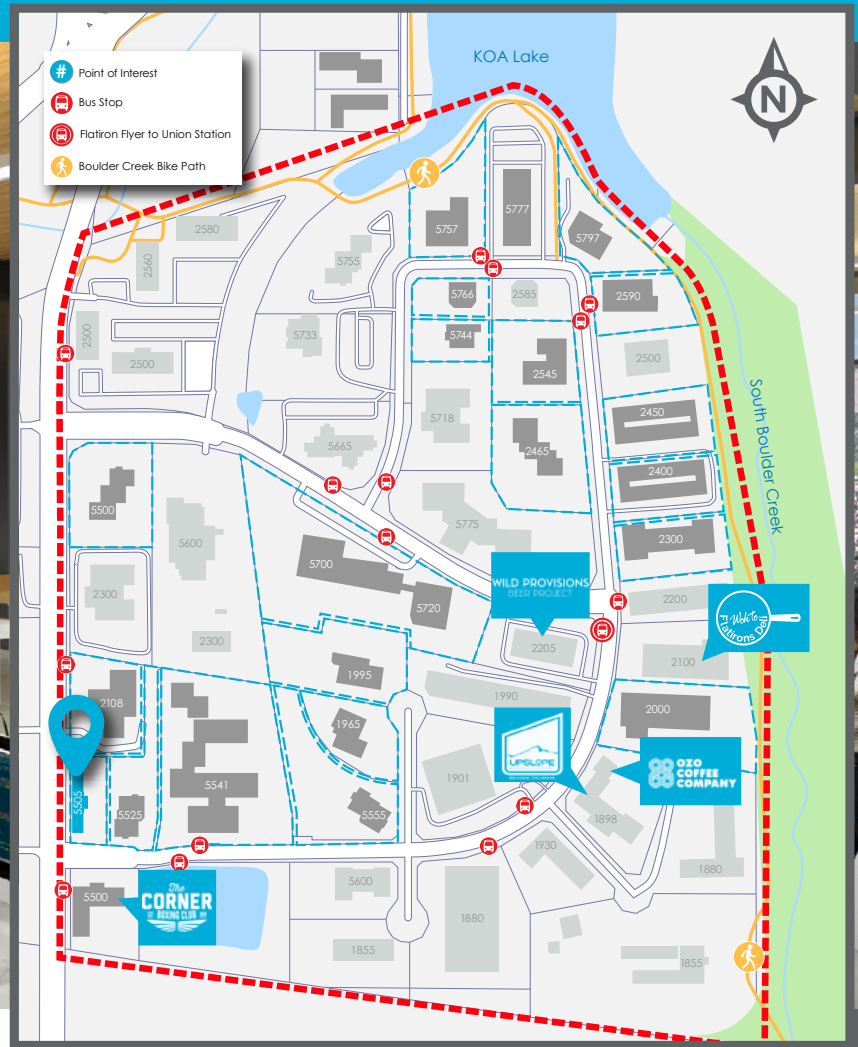 KOA Lake
# Point of Interest
Bus Stop
Flatiron Flyer to Union Station
Boulder Creek Bike Path
N
5777
5757
5797
2580
5755
2560
5766
2585
2590
2500
5733
5744
2500
2500
2545
2450
5718
2465
5665
2400
South Boulder Creek
5500
5775
2300
5600
5700
WILD PROVISIONS
BEER PROJECT
2300
5720
2200
Wok to
Flatirons Deli
2300
2205
2100
1995
1990
2108
2000
1965
UPSLOPE
OZO
COFFEE
COMPANY
1901
5541
5505
5525
5555
1898
1930
1880
5600
The
CORNER
BOXING CLUB
5500
1880
1855
1855